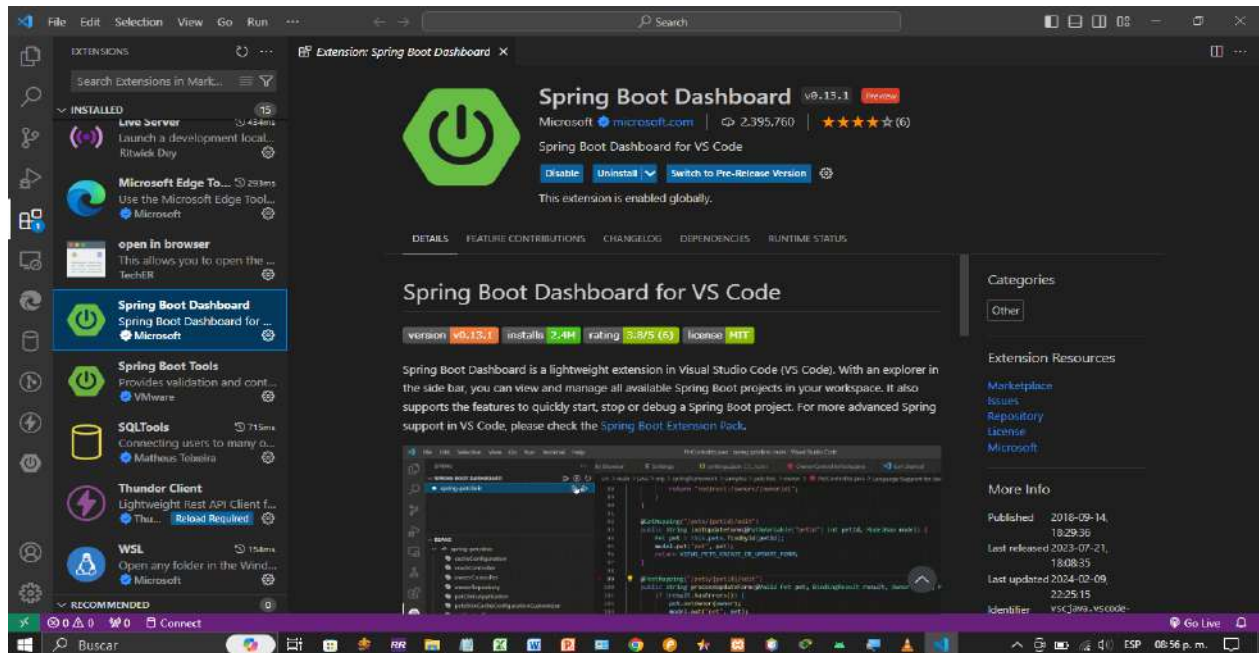 File Edit Selection View Go Run ···
Search
EXTENSIONS
Extension: Spring Boot Dashboard
Search Extensions in Mark...
INSTALLED 15
Live Server 434ms
Launch a development local...
Ritwick Dey
Microsoft Edge To... 293ms
Use the Microsoft Edge Tool...
Microsoft
open in browser
This allows you to open the ...
TechER
Spring Boot Dashboard
Spring Boot Dashboard for ...
Microsoft
Spring Boot Tools
Provides validation and cont...
VMware
SQLTools 715ms
Connecting users to many o...
Matheus Teixeira
Thunder Client
Lightweight Rest API Client f...
Thu... Reload Required
WSL 154ms
Open any folder in the Wind...
Microsoft
RECOMMENDED 0
Spring Boot Dashboard v0.13.1 Preview
Microsoft microsoft.com 2,395,760 (6)
Spring Boot Dashboard for VS Code
Disable Uninstall Switch to Pre-Release Version
This extension is enabled globally.
DETAILS FEATURE CONTRIBUTIONS CHANGELOG DEPENDENCIES RUNTIME STATUS
Spring Boot Dashboard for VS Code
version v0.13.1 installs 2.4M rating 3.8/5 (6) license MIT
Spring Boot Dashboard is a lightweight extension in Visual Studio Code (VS Code). With an explorer in
the side bar, you can view and manage all available Spring Boot projects in your workspace. It also
supports the features to quickly start, stop or debug a Spring Boot project. For more advanced Spring
support in VS Code, please check the Spring Boot Extension Pack.
Categories
Other
Extension Resources
Marketplace
Issues
Repository
License
Microsoft
More Info
Published 2018-09-14,
18:29:36
Last released 2023-07-21,
18:08:35
Last updated 2024-02-09,
22:25:15
Identifier vscjava.vscode-
0 0 0 Connect
Go Live
Buscar
ESP 08:56 p. m.